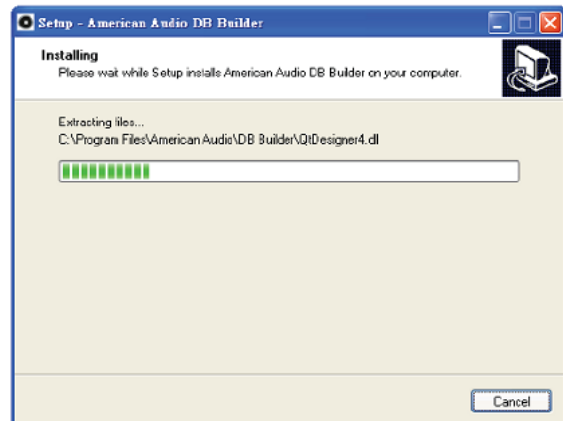 Setup - American Audio DB Builder
Installing
Please wait while Setup installs American Audio DB Builder on your computer.
Extracting files...
C:\Program Files\American Audio\DB Builder\QtDesigner4.dll
Cancel